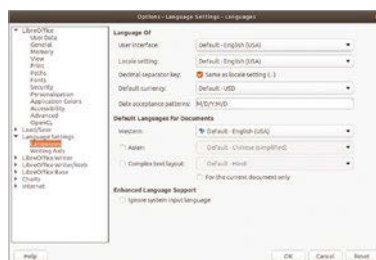 Options - Language Settings - Languages
LibreOffice
User Data
General
Memory
View
Print
Paths
Fonts
Security
Personalization
Application Colors
Accessibility
Advanced
OpenCL
Load/Save
Language Settings
Languages
Writing Aids
LibreOffice Writer
LibreOffice Writer/Web
LibreOffice Base
Charts
Internet
Language Of
User interface:
Default - English (USA)
Locale setting:
Default - English (USA)
Decimal separator key:
Same as locale setting ( . )
Default currency:
Default - USD
Date acceptance patterns:
M/D/Y;M/D
Default Languages for Documents
Western:
Default - English (USA)
Asian:
Default - Chinese (simplified)
Complex text layout:
Default - Hindi
For the current document only
Enhanced Language Support
Ignore system input language
Help
OK
Cancel
Reset